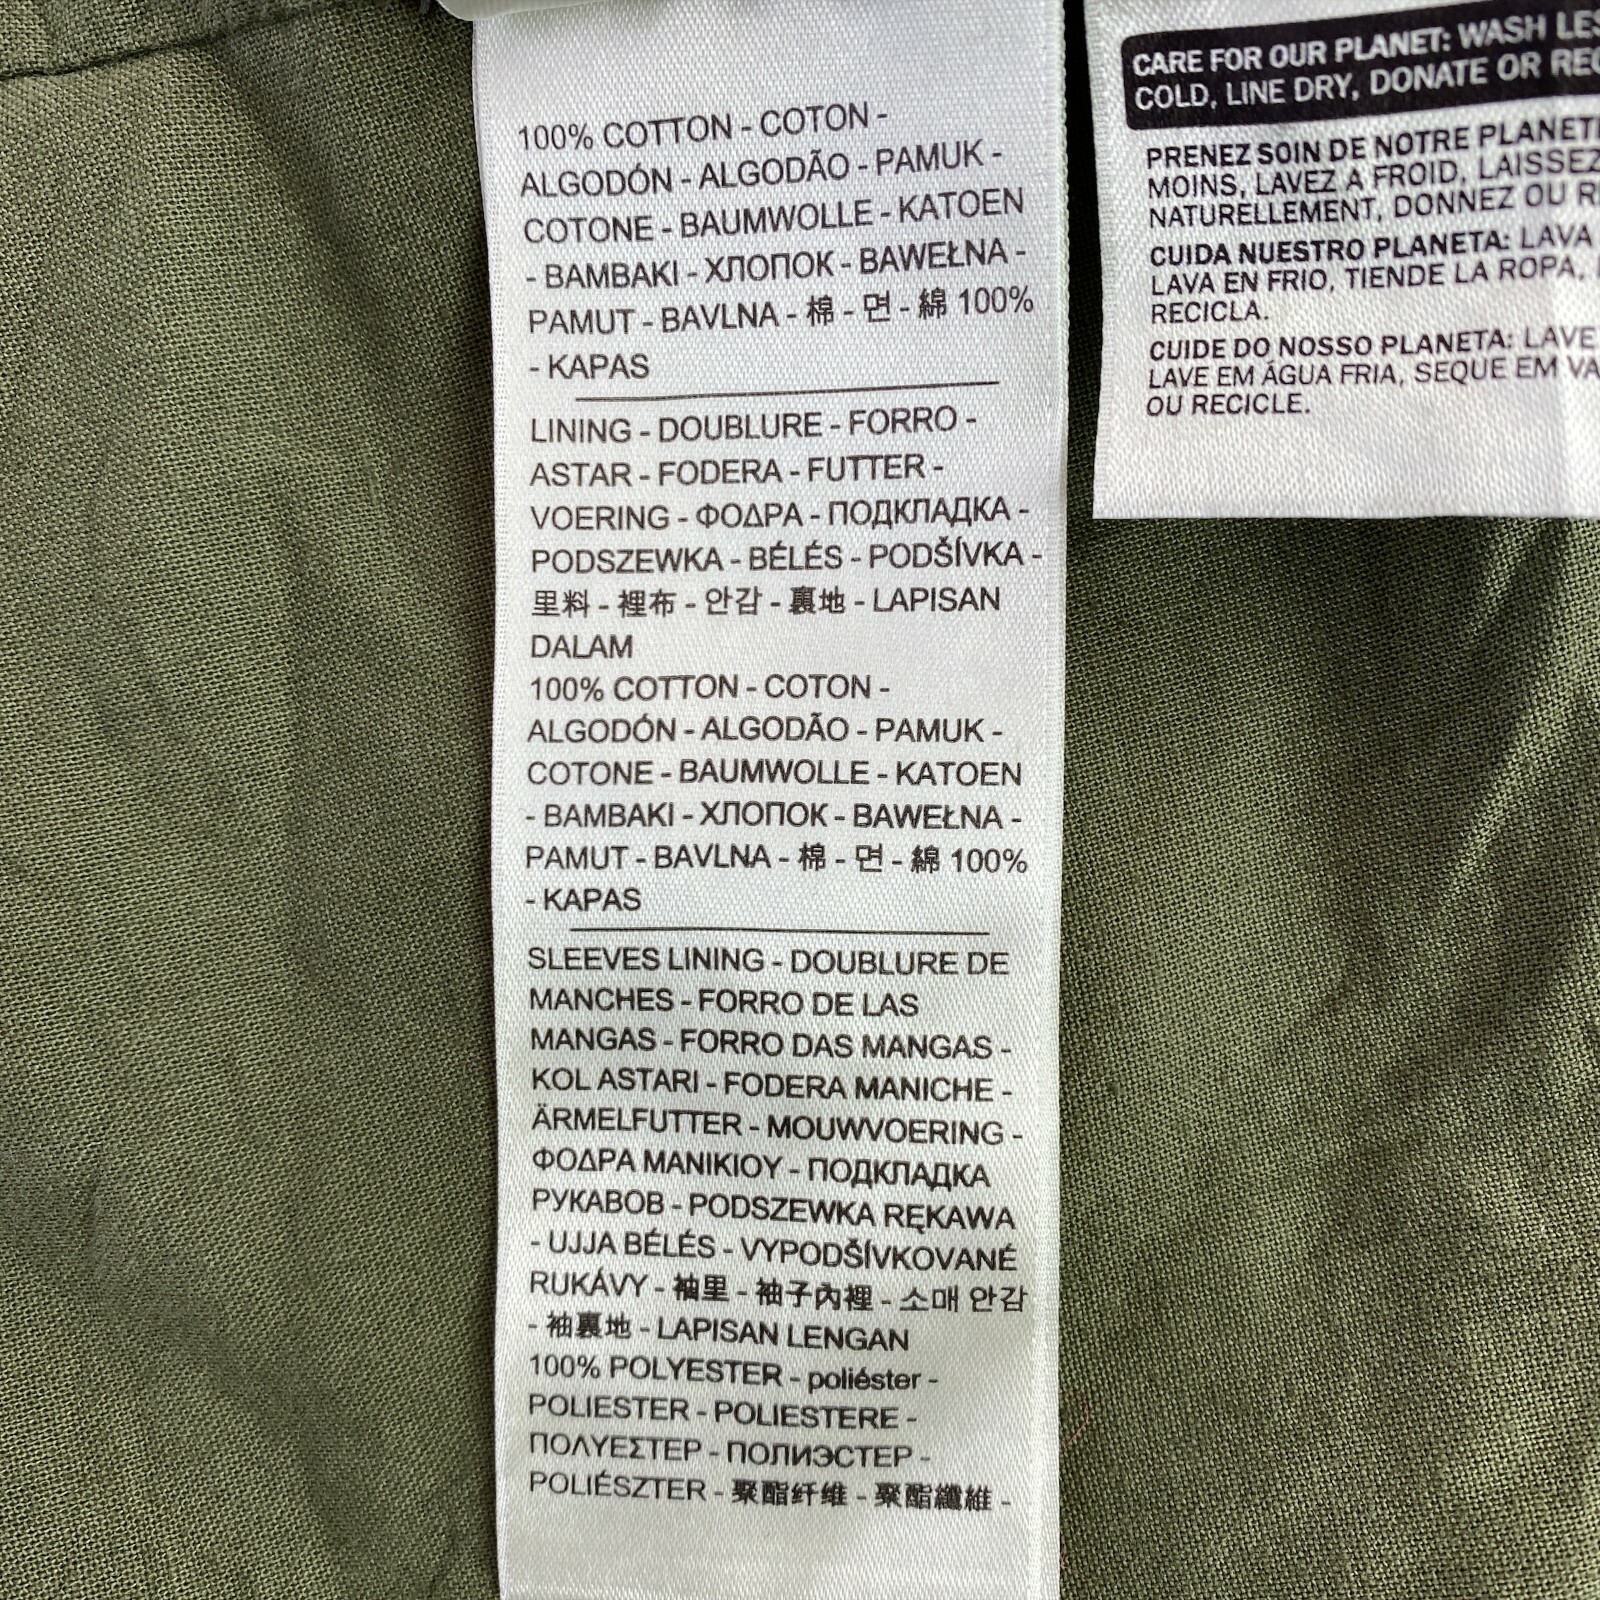 100% COTTON - COTON -
ALGODÓN - ALGODÃO - PAMUK -
COTONE - BAUMWOLLE - KATOEN
- BAMBAKI - ХЛОПОК - BAWEŁNA -
PAMUT - BAVLNA - 棉 - 면 - 綿 100%
- KAPAS
LINING - DOUBLURE - FORRO -
ASTAR - FODERA - FUTTER -
VOERING - ΦΟΔΡΑ - ПОДКЛАДКА -
PODSZEWKA - BÉLÉS - PODŠÍVKA -
里料 - 裡布 - 안감 - 裏地 - LAPISAN
DALAM
100% COTTON - COTON -
ALGODÓN - ALGODÃO - PAMUK -
COTONE - BAUMWOLLE - KATOEN
- BAMBAKI - ХЛОПОК - BAWEŁNA -
PAMUT - BAVLNA - 棉 - 면 - 綿 100%
- KAPAS
SLEEVES LINING - DOUBLURE DE
MANCHES - FORRO DE LAS
MANGAS - FORRO DAS MANGAS -
KOL ASTARI - FODERA MANICHE -
ÄRMELFUTTER - MOUWVOERING -
ΦΟΔΡΑ ΜΑΝΙΚΙΟΥ - ПОДКЛАДКА
РУКАВОВ - PODSZEWKA RĘKAWA
- UJJA BÉLÉS - VYPODŠÍVKOVANÉ
RUKÁVY - 袖里 - 袖子內裡 - 소매 안감
- 袖裏地 - LAPISAN LENGAN
100% POLYESTER - poliéster -
POLIESTER - POLIESTERE -
ΠΟΛΥΕΣΤΕΡ - ПОЛИЭСТЕР -
POLIÉSZTER - 聚酯纤维 - 聚酯纖維 -
CARE FOR OUR PLANET: WASH
COLD, LINE DRY, DONATE OR
PRENEZ SOIN DE NOTRE
MOINS, LAVEZ A FROID, LAISSEZ
NATURELLEMENT, DONNEZ OU
CUIDA NUESTRO PLANETA: LAVA
LAVA EN FRIO, TIENDE LA ROPA,
RECICLA.
CUIDE DO NOSSO PLANETA: LAVE
LAVE EM ÁGUA FRIA, SEQUE EM
OU RECICLE.